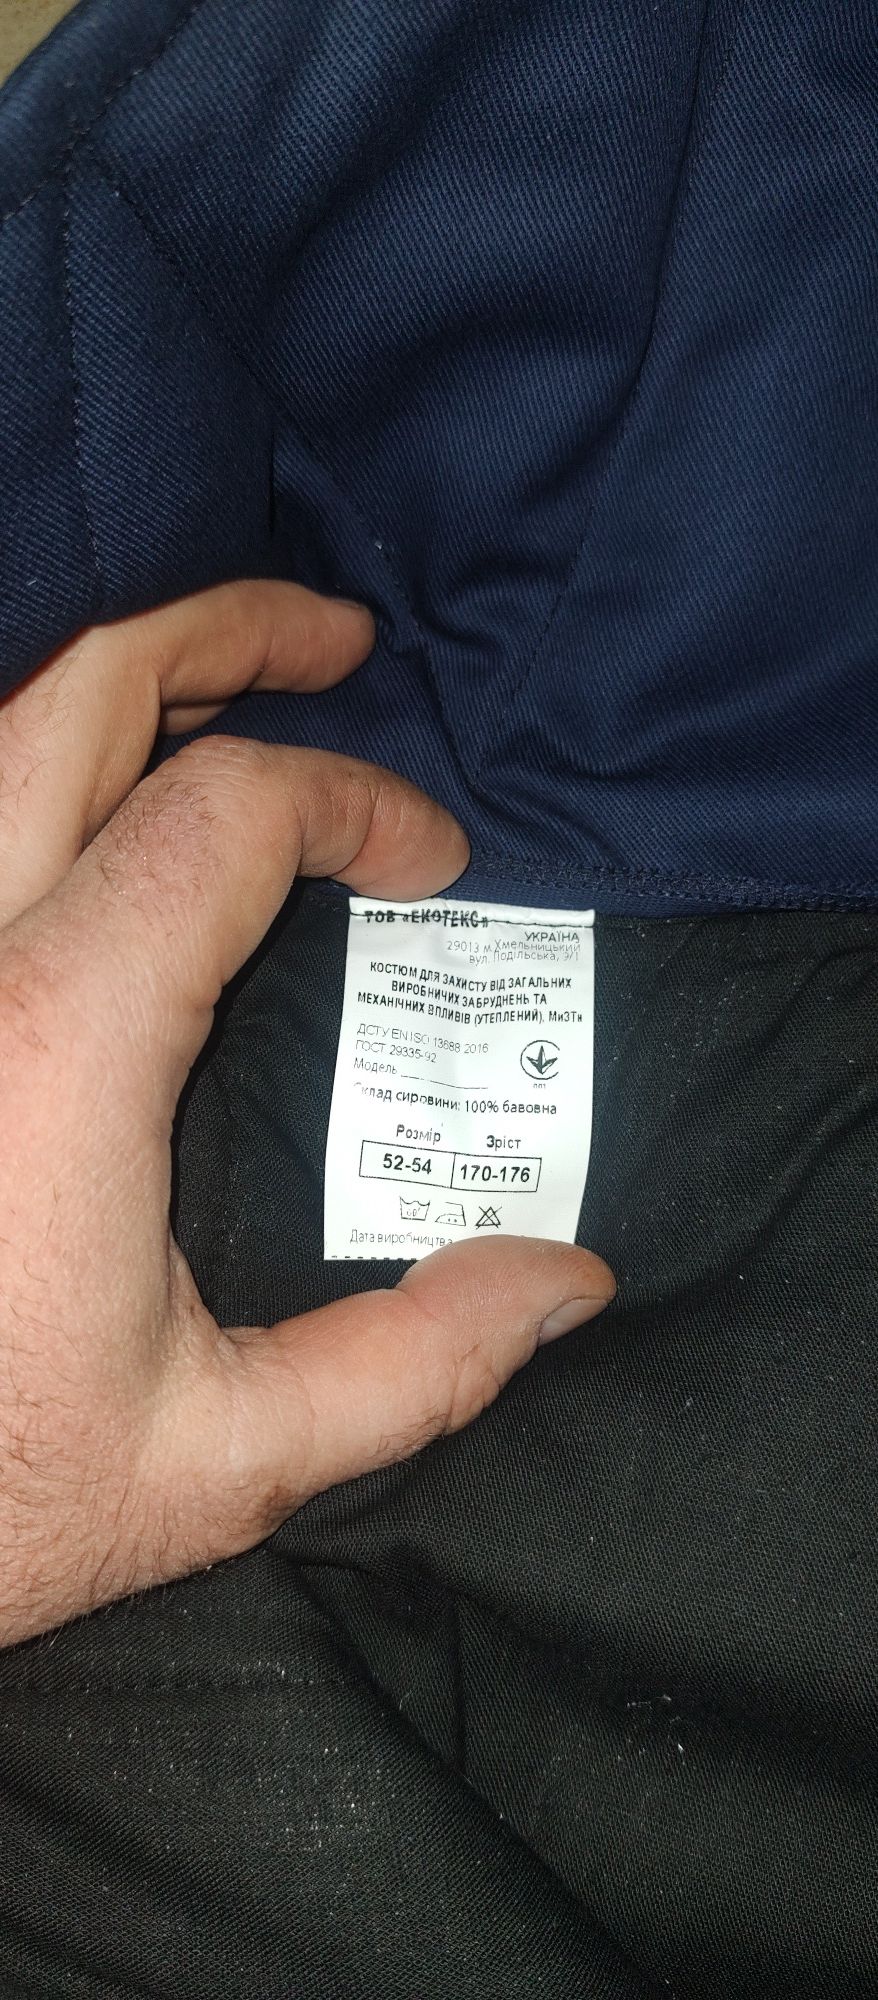 ТОВ «ЕКОТЕКС»
УКРАЇНА
29013 м.Хмельницький
вул. Подільська, 9/1
КОСТЮМ ДЛЯ ЗАХИСТУ ВІД ЗАГАЛЬНИХ
ВИРОБНИЧИХ ЗАБРУДНЕНЬ ТА
МЕХАНІЧНИХ ВПЛИВІВ (УТЕПЛЕНИЙ), МиЗТн
ДСТУ EN ISO 13688 2016
ГОСТ 29335-92
Модель
Склад сировини: 100% бавовна
Розмір Зріст
52-54 170-176
60°
Дата виробництва